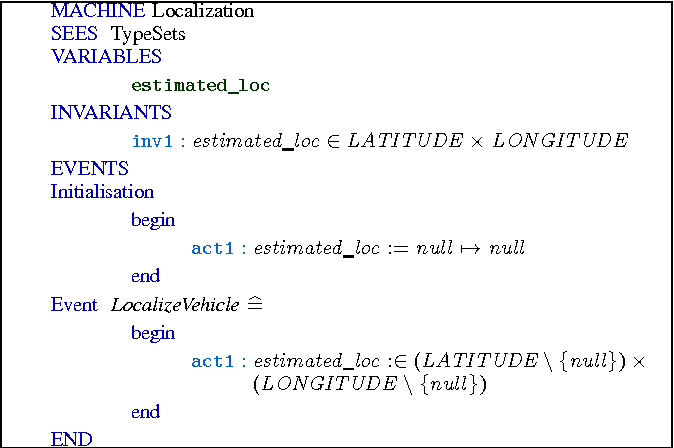 MACHINE Localization
SEES TypeSets
VARIABLES
estimated_loc
INVARIANTS
inv1 : estimated_loc ∈ LATITUDE × LONGITUDE
EVENTS
Initialisation
begin
act1 : estimated_loc := null ↦ null
end
Event LocalizeVehicle ≙
begin
act1 : estimated_loc :∈ (LATITUDE \ {null}) ×
(LONGITUDE \ {null})
end
END